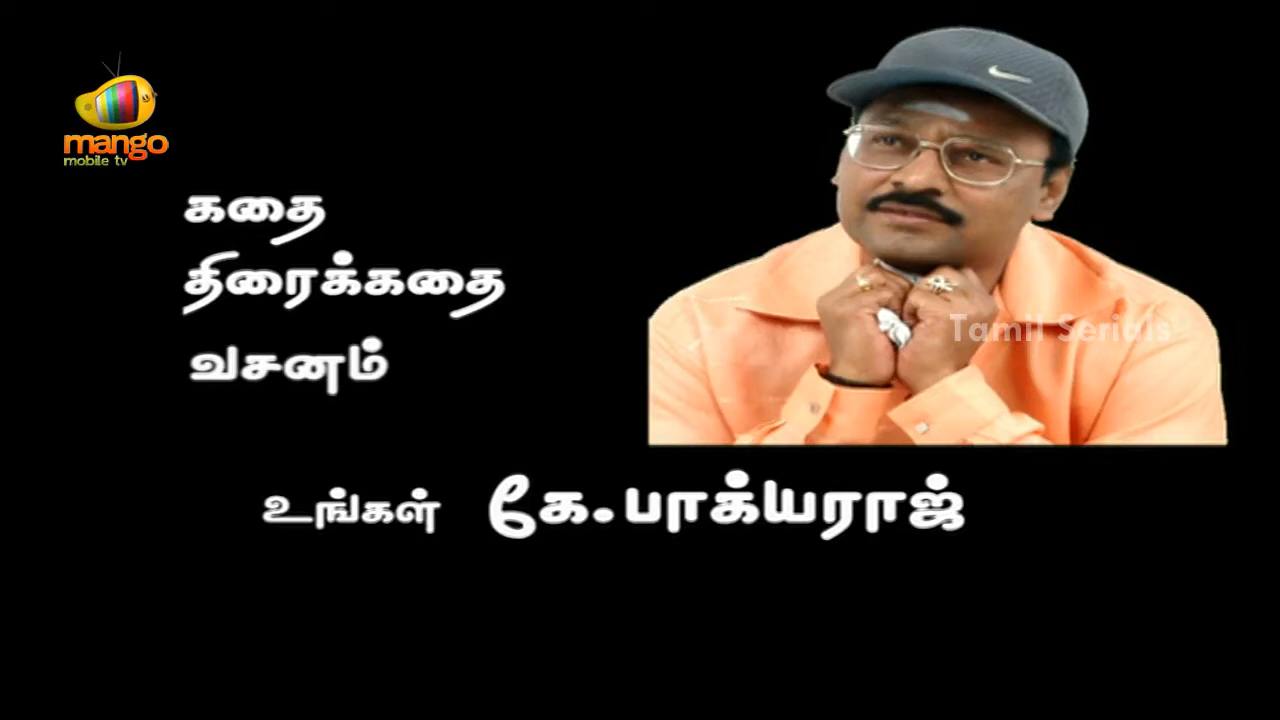 mango
mobile tv
கதை
திரைக்கதை
வசனம்
Tamil Serials
உங்கள் கே.பாக்யராஜ்